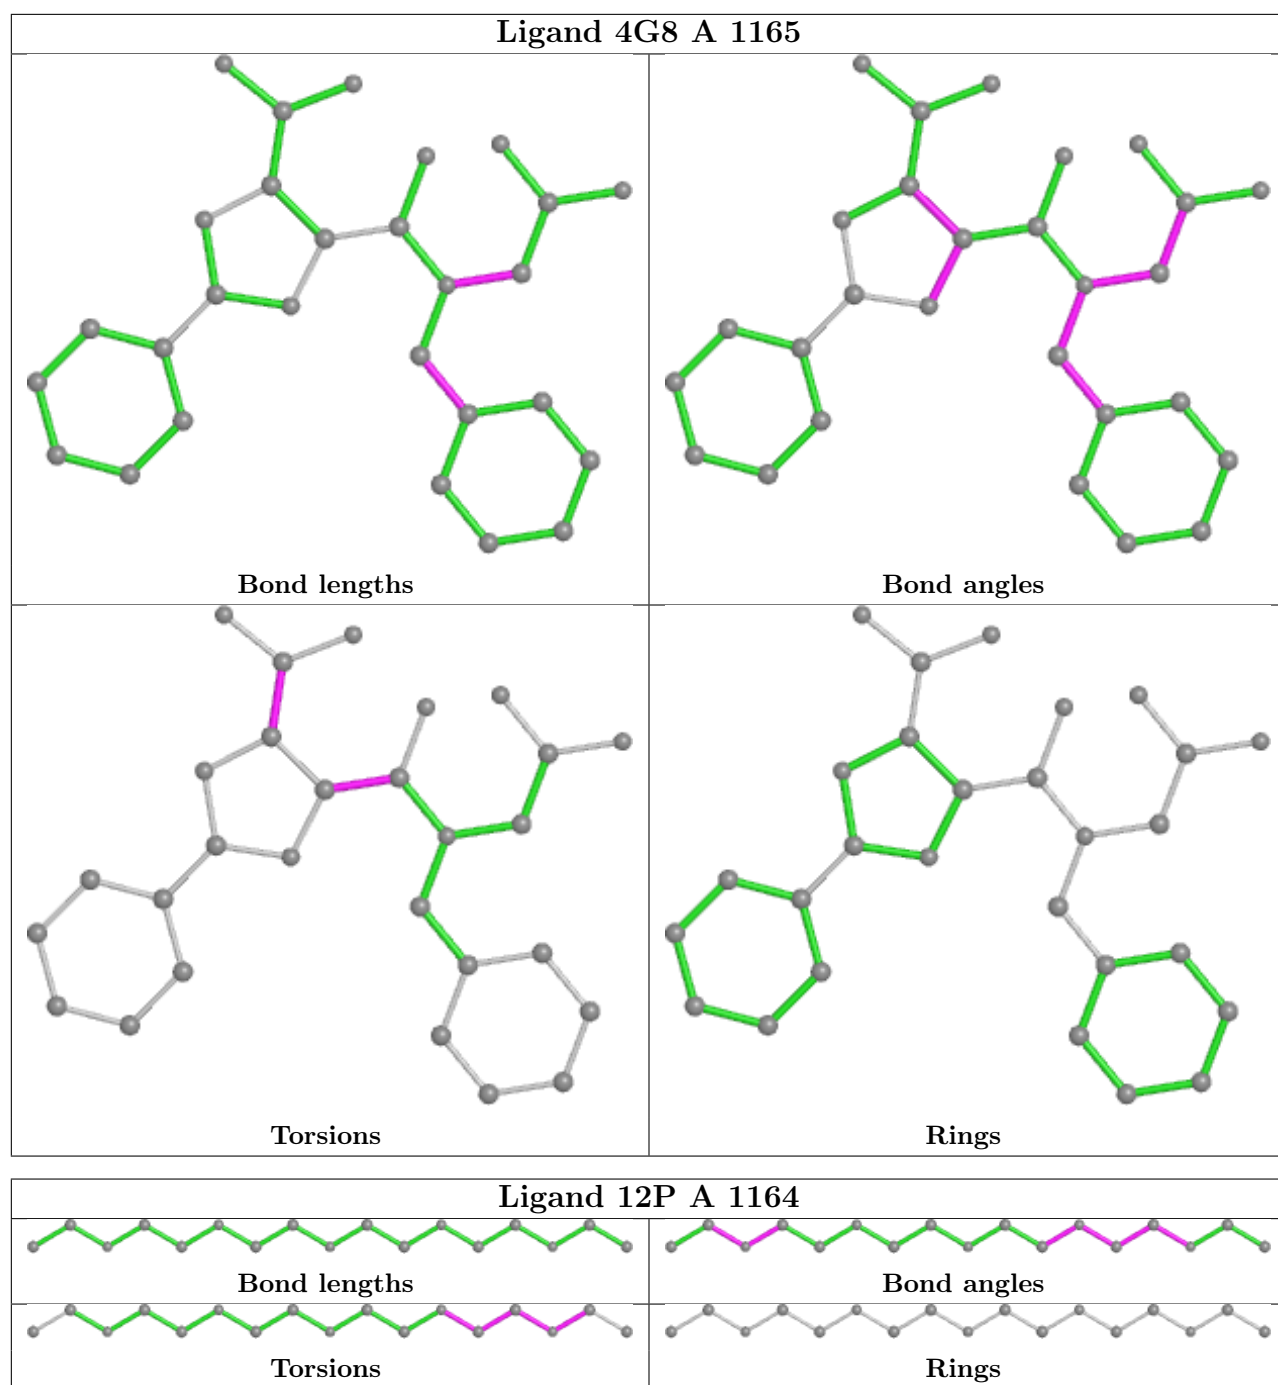 Ligand 4G8 A 1165
Bond lengths
Bond angles
Torsions
Rings
Ligand 12P A 1164
Bond lengths
Bond angles
Torsions
Rings